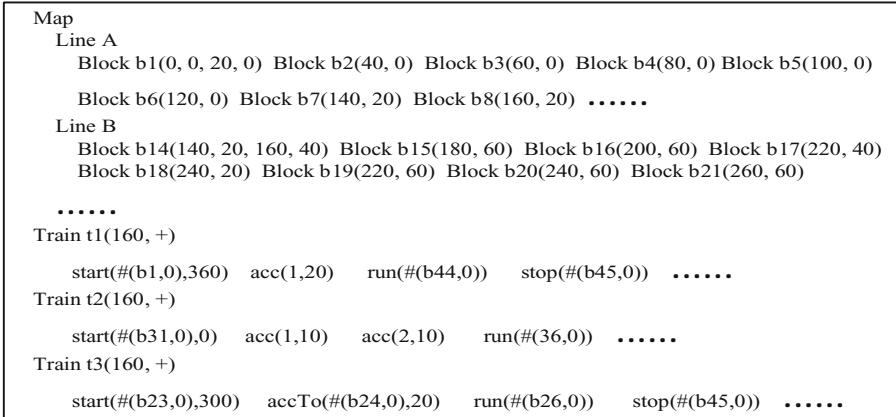 Map
Line A
Block b1(0, 0, 20, 0) Block b2(40, 0) Block b3(60, 0) Block b4(80, 0) Block b5(100, 0)
Block b6(120, 0) Block b7(140, 20) Block b8(160, 20) ......
Line B
Block b14(140, 20, 160, 40) Block b15(180, 60) Block b16(200, 60) Block b17(220, 40)
Block b18(240, 20) Block b19(220, 60) Block b20(240, 60) Block b21(260, 60)
......
Train t1(160, +)
start(#(b1,0),360) acc(1,20) run(#(b44,0)) stop(#(b45,0)) ......
Train t2(160, +)
start(#(b31,0),0) acc(1,10) acc(2,10) run(#(36,0)) ......
Train t3(160, +)
start(#(b23,0),300) accTo(#(b24,0),20) run(#(b26,0)) stop(#(b45,0)) ......